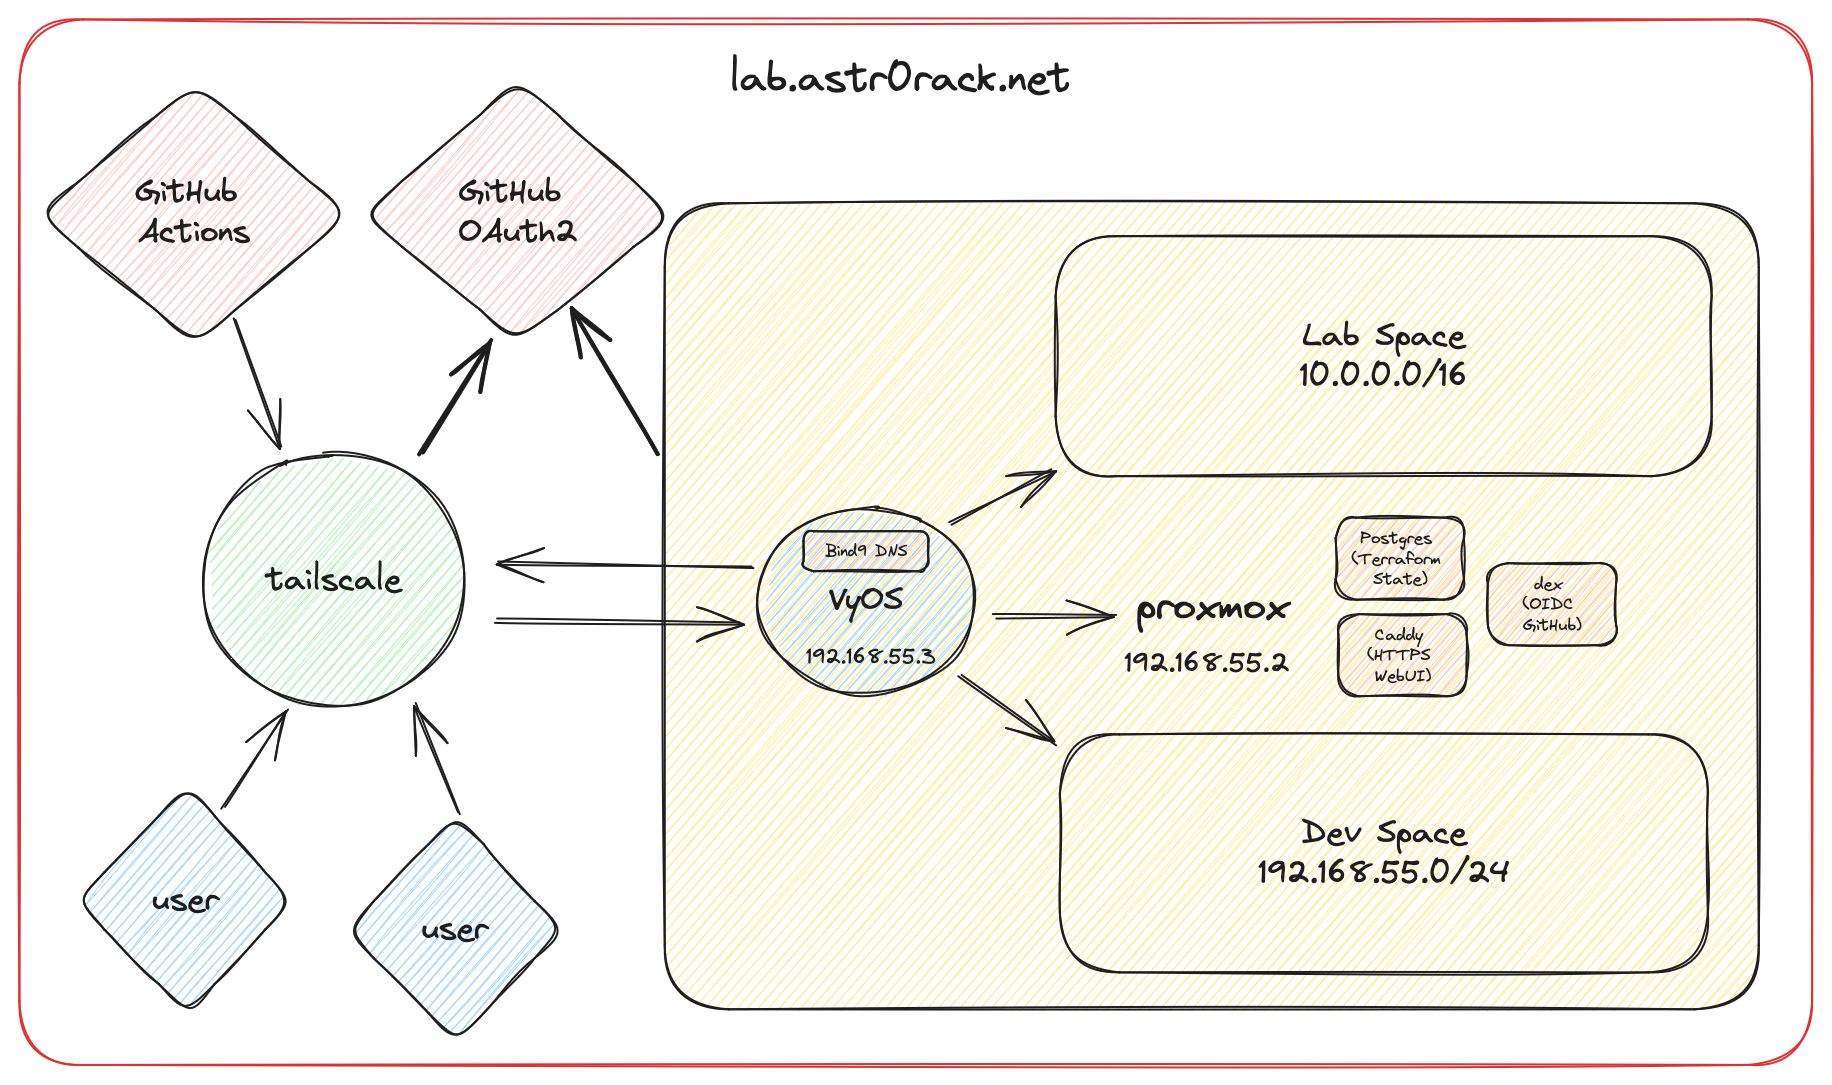 lab.astr0rack.net
GitHub
Actions
GitHub
OAuth2
Lab Space
10.0.0.0/16
Bind9 DNS
VyOS
192.168.55.3
tailscale
proxmox
192.168.55.2
Postgres
(Terraform
State)
dex
(OIDC
GitHub)
Caddy
(HTTPS
WebUI)
Dev Space
192.168.55.0/24
user
user